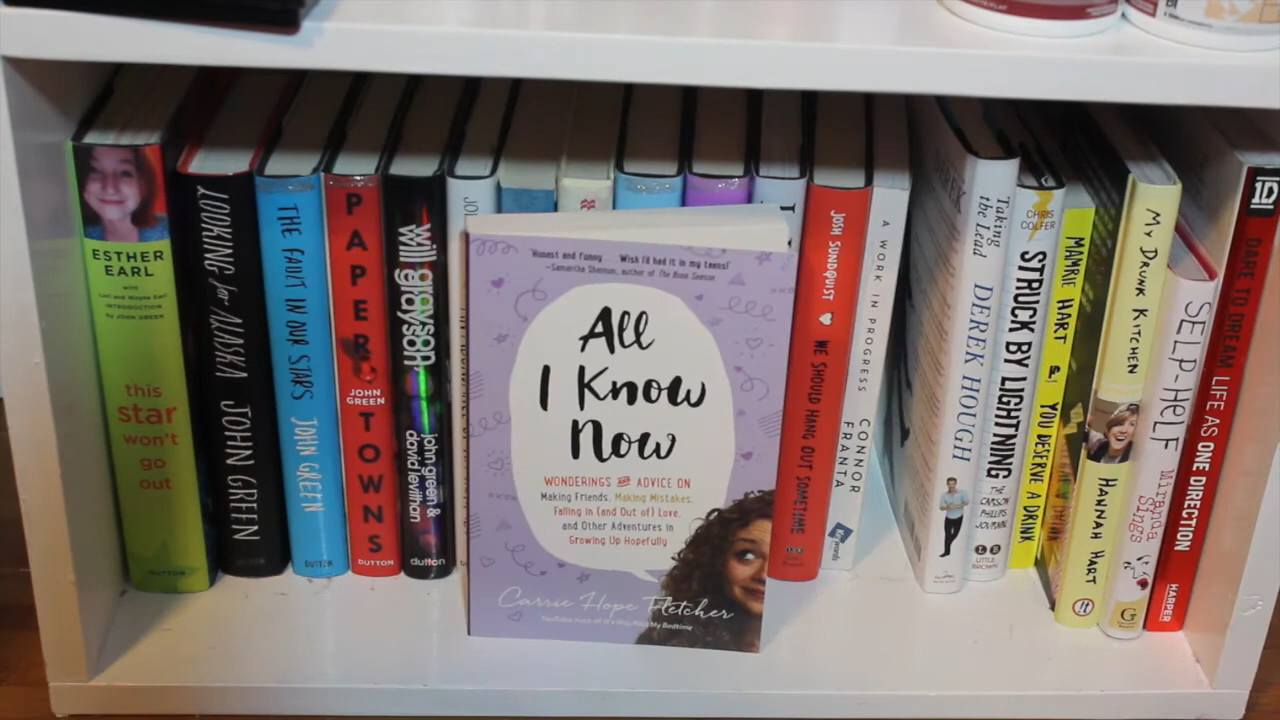 ESTHER
EARL
with
Lori and Wayne Earl
INTRODUCTION
by JOHN GREEN
this
star
won't
go
out
DUTTON
LOOKING for ALASKA JOHN GREEN
THE FAULT IN OUR STARS JOHN GREEN
DUTTON
PAPER TOWNS
JOHN
GREEN
DUTTON
will grayson,
john green &
david levithan
dutton
"Honest and funny . . . Wish I'd had it in my teens!"
—Samantha Shannon, author of The Bone Season
All
I Know
Now
WONDERINGS AND ADVICE ON
Making Friends, Making Mistakes,
Falling in (and Out of) Love,
and Other Adventures in
Growing Up Hopefully
Carrie Hope Fletcher
JOSH SUNDQUIST WE SHOULD HANG OUT SOMETIME
A WORK IN PROGRESS CONNOR
FRANTA
Keywords
Taking
the Lead DEREK HOUGH
CHRIS
COLFER
STRUCK BY LIGHTNING
THE
CARSON
PHILLIPS
JOURNAL
L B
LITTLE
BROWN
MAMRIE HART YOU DESERVE A DRINK
MY DRUNK KITCHEN
HANNAH HART
SELP-HELF Miranda
Sings
G
1D
DARE TO DREAM LIFE AS ONE DIRECTION
HARPER